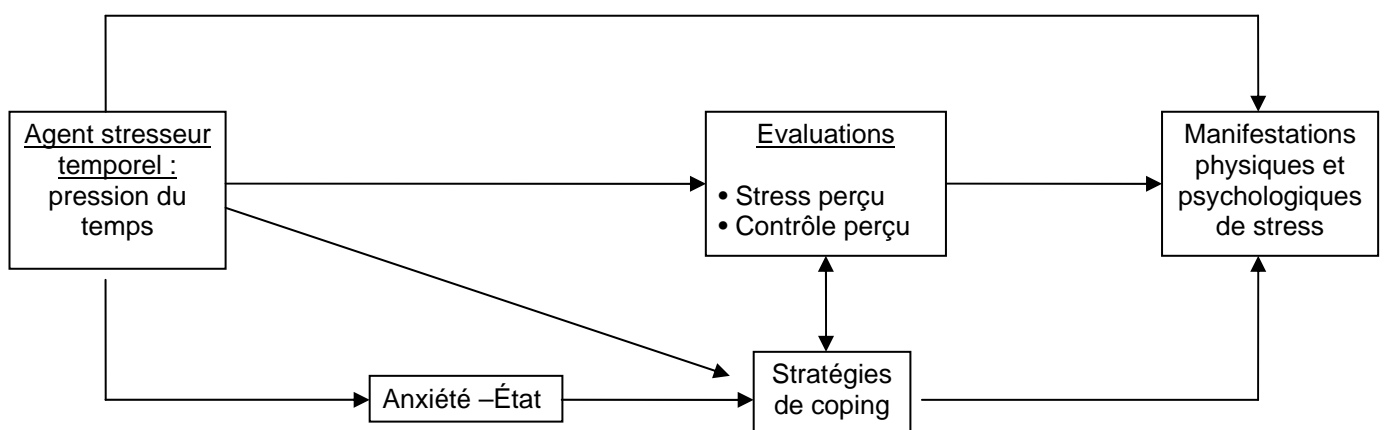 Agent stresseur
temporel :
pression du
temps
Evaluations
• Stress perçu
• Contrôle perçu
Manifestations
physiques et
psychologiques
de stress
Anxiété –État
Stratégies
de coping